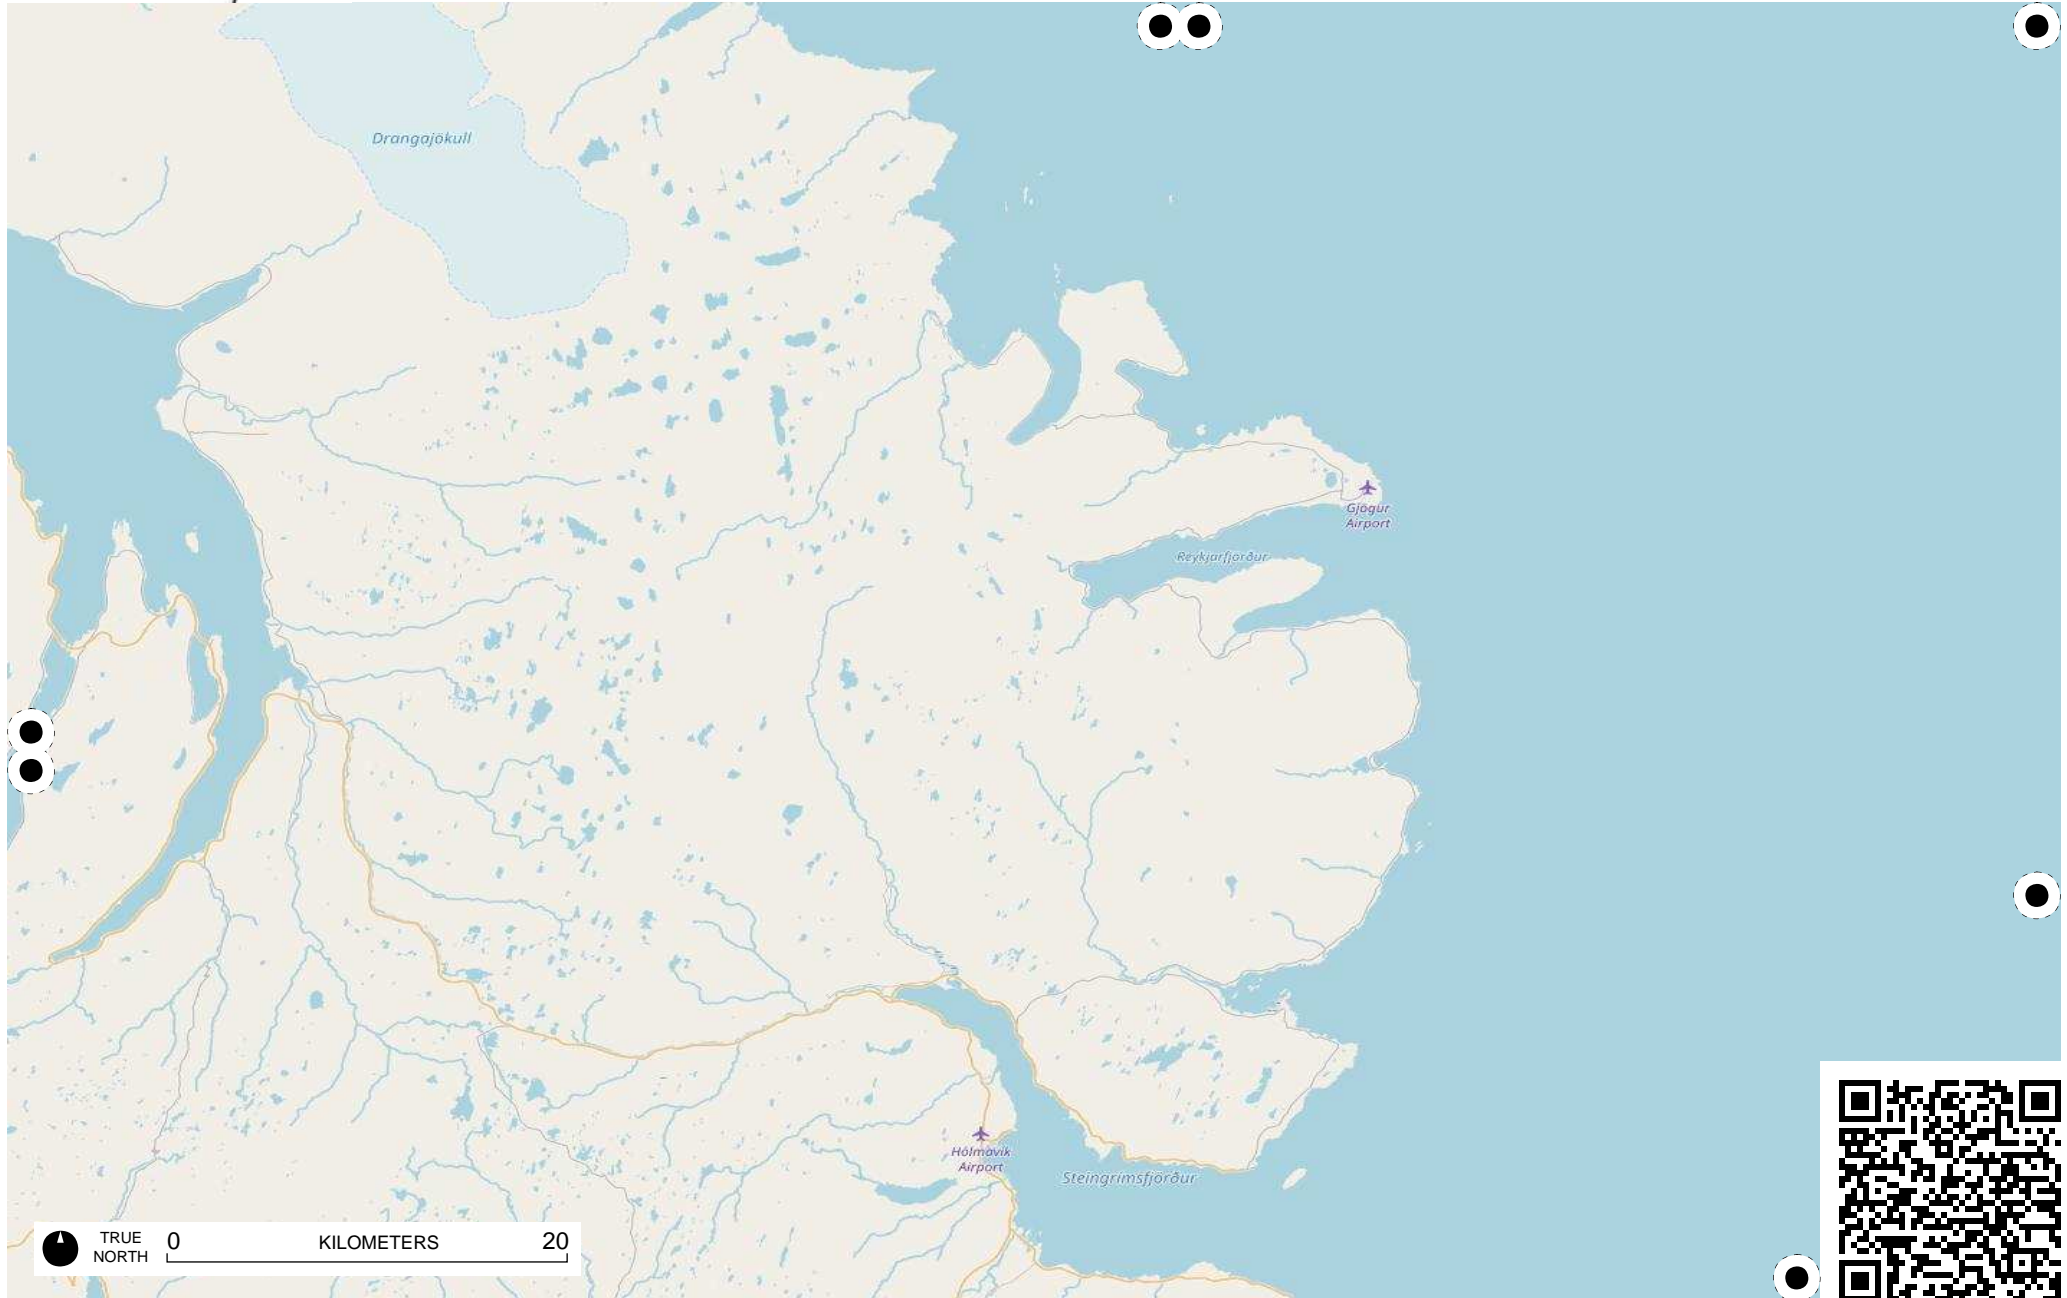 Drangajökull
Gjögur
Airport
Reykjarfjörður
Hólmavík
Airport
Steingrímsfjörður
TRUE
NORTH
0
KILOMETERS
20